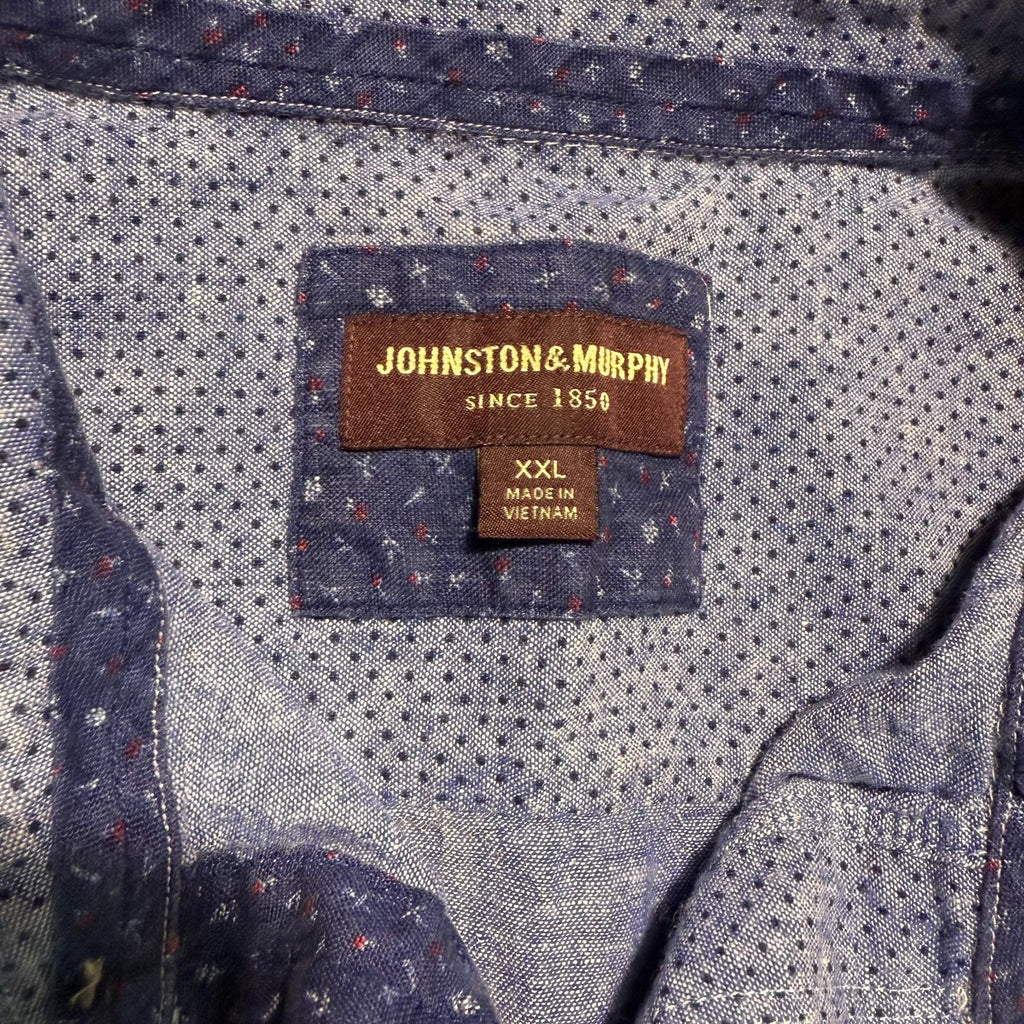 JOHNSTON & MURPHY
SINCE 1850
XXL
MADE IN
VIETNAM